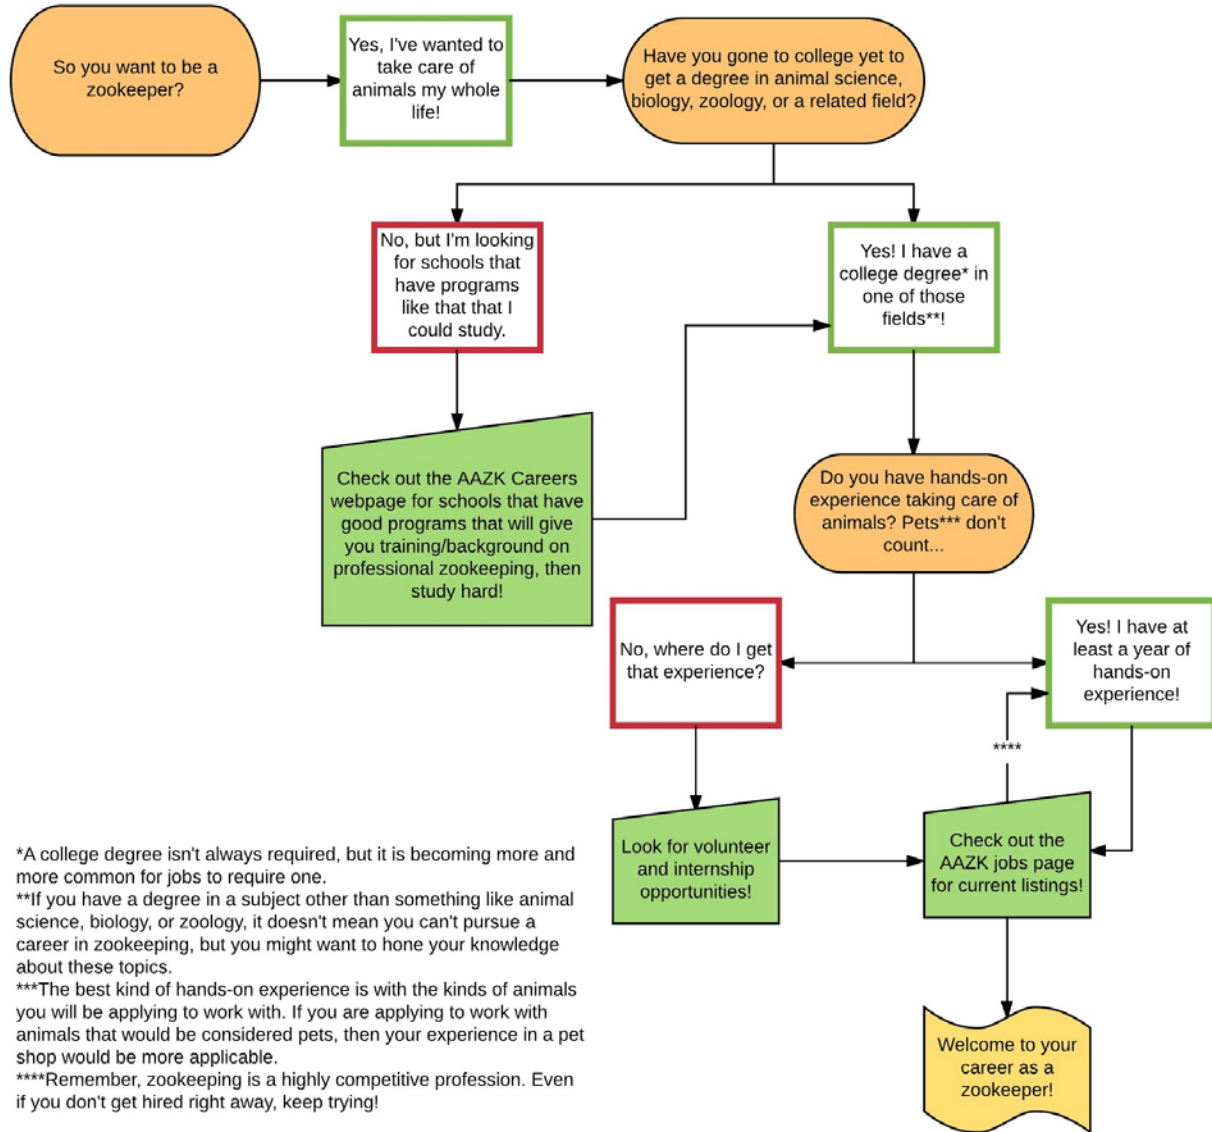 So you want to be a
zookeeper?
Yes, I've wanted to
take care of
animals my whole
life!
Have you gone to college yet to
get a degree in animal science,
biology, zoology, or a related field?
No, but I'm looking
for schools that
have programs
like that that I
could study.
Yes! I have a
college degree* in
one of those
fields**!
Check out the AAZK Careers
webpage for schools that have
good programs that will give
you training/background on
professional zookeeping, then
study hard!
Do you have hands-on
experience taking care of
animals? Pets*** don't
count...
No, where do I get
that experience?
Yes! I have at
least a year of
hands-on
experience!
****
Look for volunteer
and internship
opportunities!
Check out the
AAZK jobs page
for current listings!
Welcome to your
career as a
zookeeper!
*A college degree isn't always required, but it is becoming more and
more common for jobs to require one.
**If you have a degree in a subject other than something like animal
science, biology, or zoology, it doesn't mean you can't pursue a
career in zookeeping, but you might want to hone your knowledge
about these topics.
***The best kind of hands-on experience is with the kinds of animals
you will be applying to work with. If you are applying to work with
animals that would be considered pets, then your experience in a pet
shop would be more applicable.
****Remember, zookeeping is a highly competitive profession. Even
if you don't get hired right away, keep trying!